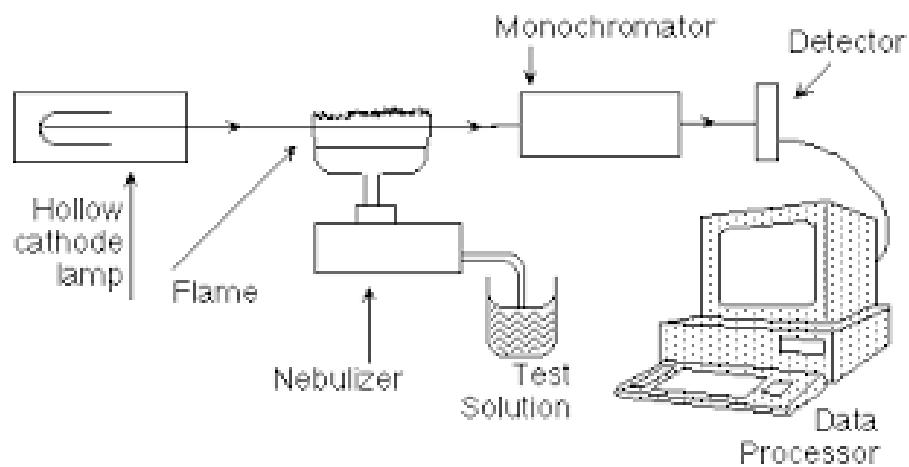 Monochromator
Detector
Hollow
cathode
lamp
Flame
Nebulizer
Test
Solution
Data
Processor